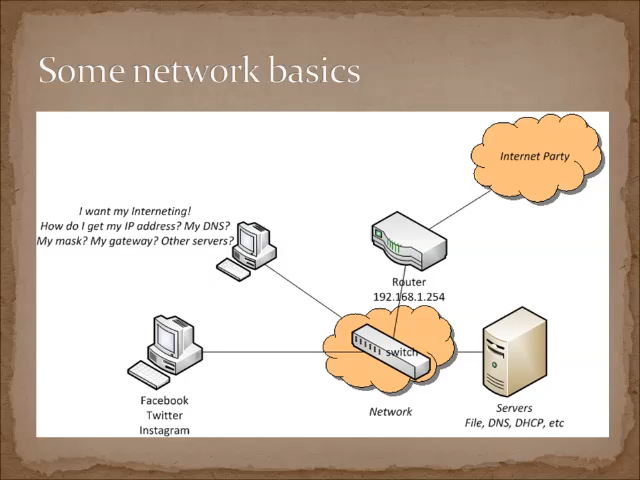 Some network basics
Internet Party
I want my Interneting!
How do I get my IP address? My DNS?
My mask? My gateway? Other servers?
Router
192.168.1.254
switch
Facebook
Twitter
Instagram
Network
Servers
File, DNS, DHCP, etc